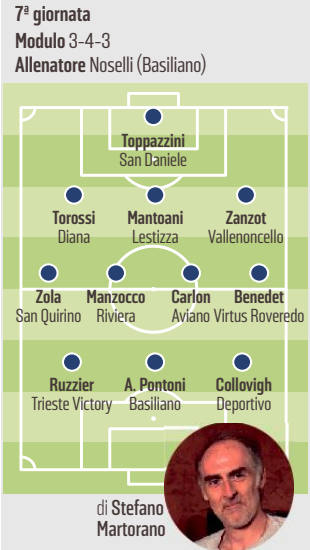 7ª giornata
Modulo 3-4-3
Allenatore Noselli (Basiliano)
Toppazzini
San Daniele
Torossi
Diana
Mantoani
Lestizza
Zanzot
Vallenoncello
Zola
San Quirino
Manzocco
Riviera
Carlon
Aviano
Benedet
Virtus Roveredo
Ruzzier
Trieste Victory
A. Pontoni
Basiliano
Collovigh
Deportivo
di Stefano
Martorano